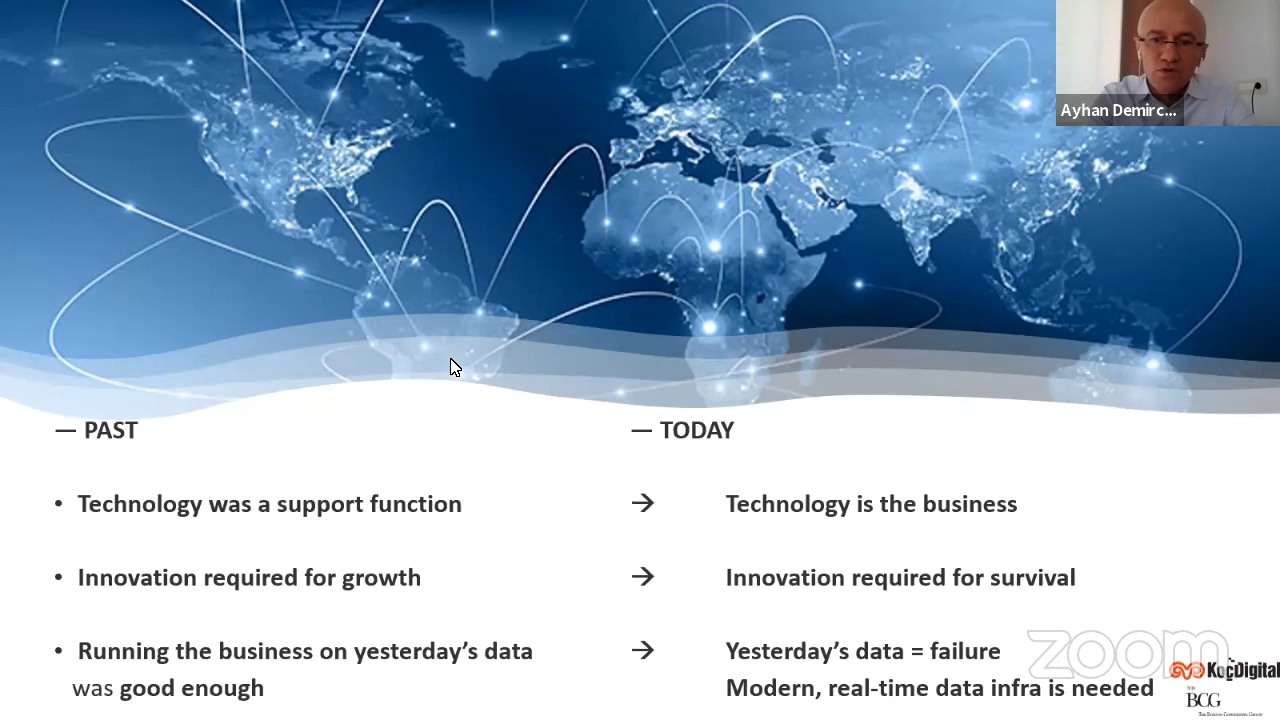 Ayhan Demirc...
— PAST
— TODAY
• Technology was a support function
→ Technology is the business
• Innovation required for growth
→ Innovation required for survival
• Running the business on yesterday’s data
was good enough
→ Yesterday’s data = failure
Modern, real-time data infra is needed
zoom
KoçDigital
THE
BCG
THE BOSTON CONSULTING GROUP